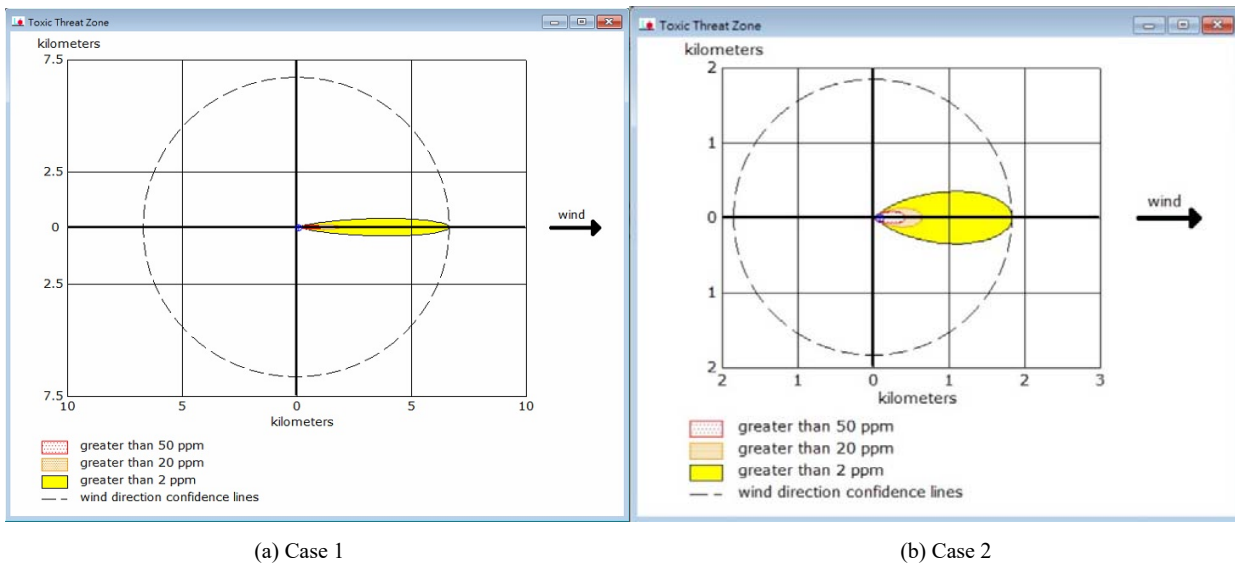 Toxic Threat Zone
kilometers
7.5
2.5
0
2.5
7.5
10 5 0 5 10
kilometers
wind
greater than 50 ppm
greater than 20 ppm
greater than 2 ppm
wind direction confidence lines
(a) Case 1
Toxic Threat Zone
kilometers
2
1
0
1
2
2 1 0 1 2 3
kilometers
wind
greater than 50 ppm
greater than 20 ppm
greater than 2 ppm
wind direction confidence lines
(b) Case 2